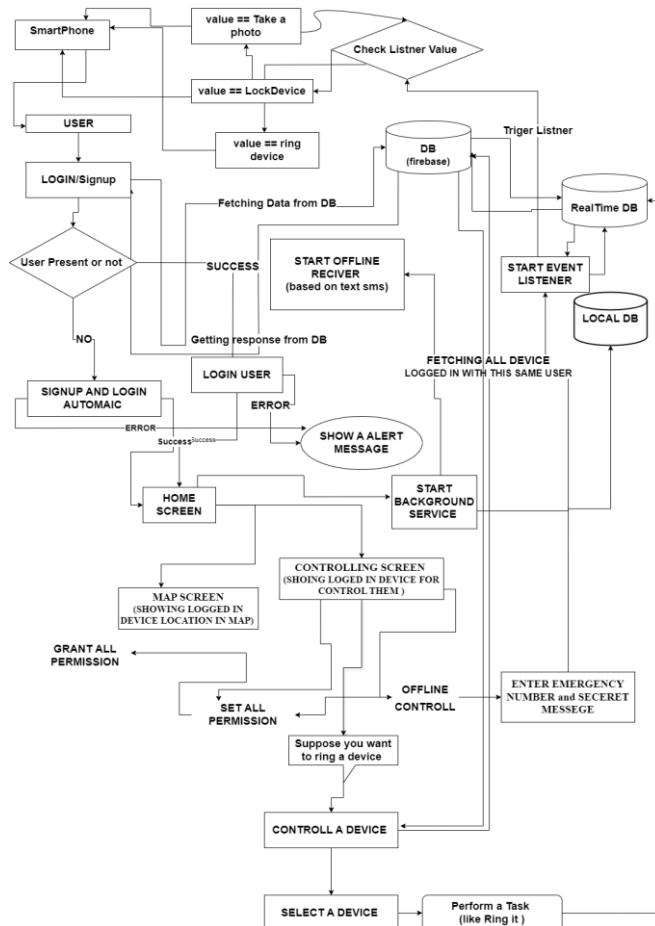 SmartPhone
value == Take a
photo
Check Listner Value
value == LockDevice
value == ring
device
USER
LOGIN/Signup
DB
(firebase)
Triger Listner
RealTime DB
Fetching Data from DB
User Present or not
SUCCESS
START OFFLINE
RECIVER
(based on text sms)
START EVENT
LISTENER
LOCAL DB
NO
Getting response from DB
LOGIN USER
FETCHING ALL DEVICE
LOGGED IN WITH THIS SAME USER
SIGNUP AND LOGIN
AUTOMAIC
ERROR
ERROR
SHOW A ALERT
MESSAGE
Success
Success
HOME
SCREEN
START
BACKGROUND
SERVICE
MAP SCREEN
(SHOWING LOGGED IN
DEVICE LOCATION IN MAP)
CONTROLLING SCREEN
(SHOING LOGED IN DEVICE FOR
CONTROL THEM )
GRANT ALL
PERMISSION
SET ALL
PERMISSION
OFFLINE
CONTROLL
ENTER EMERGENCY
NUMBER and SECERET
MESSEGE
Suppose you want
to ring a device
CONTROLL A DEVICE
SELECT A DEVICE
Perform a Task
(like Ring it )